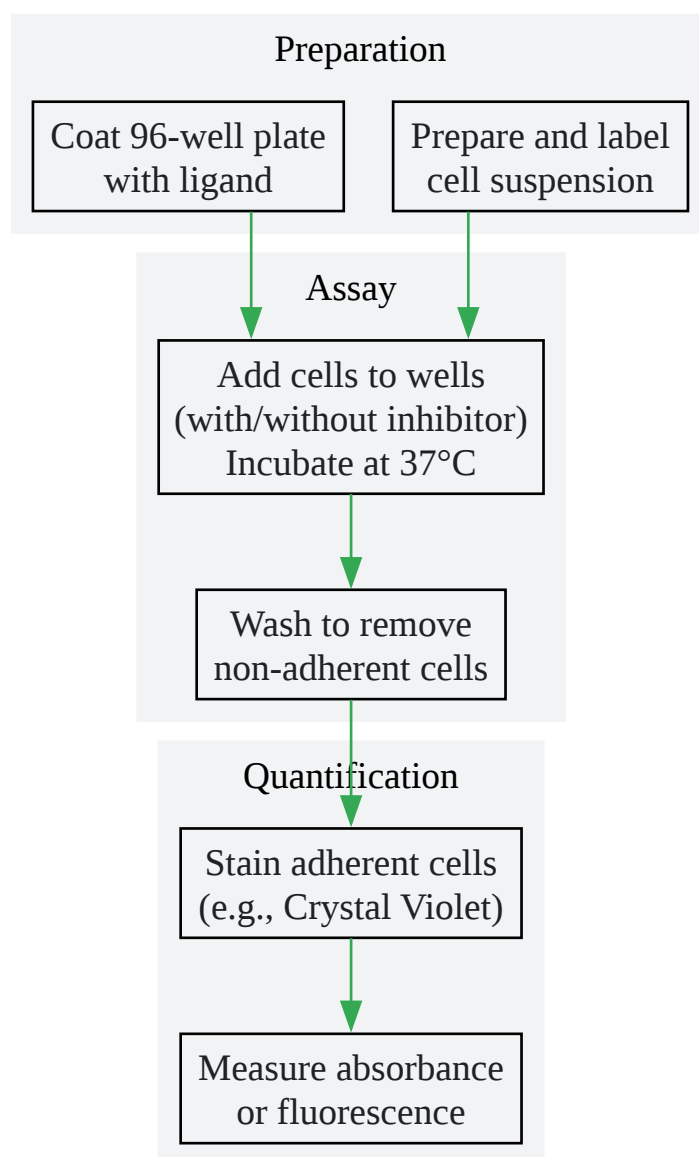 Preparation
Coat 96-well plate
with ligand
Prepare and label
cell suspension
Assay
Add cells to wells
(with/without inhibitor)
Incubate at 37°C
Wash to remove
non-adherent cells
Quantification
Stain adherent cells
(e.g., Crystal Violet)
Measure absorbance
or fluorescence